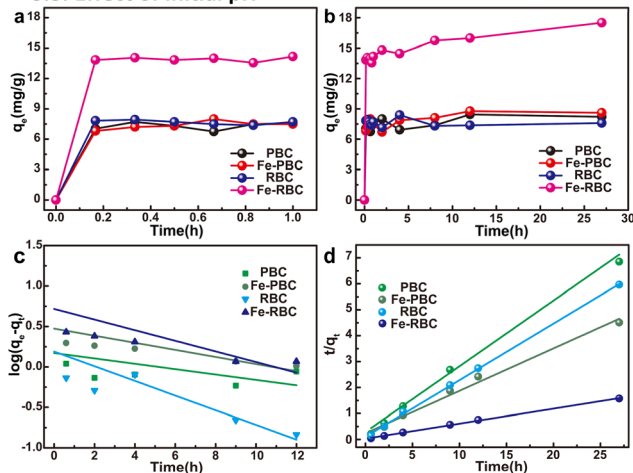 Effect of initial pH
a
18
15
12
9
6
3
0
qe(mg/g)
PBC
Fe-PBC
RBC
Fe-RBC
0.0 0.2 0.4 0.6 0.8 1.0
Time(h)
b
18
15
12
9
6
3
0
qe(mg/g)
PBC
Fe-PBC
RBC
Fe-RBC
0 5 10 15 20 25 30
Time(h)
c
1.5
1.0
0.5
0.0
-0.5
-1.0
log(qe-qt)
PBC
Fe-PBC
RBC
Fe-RBC
0 2 4 6 8 10 12
Time(h)
d
7
6
5
4
3
2
1
0
t/qt
PBC
Fe-PBC
RBC
Fe-RBC
0 5 10 15 20 25
Time(h)